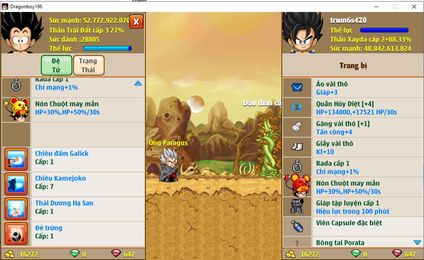 Dragonboy196
Sức mạnh: 52.772.922.07
Thần Trái Đất cấp 3 27%
Sức đánh :28805
Thể lực
Đệ
Tử
Trạng
Thái
Rada cấp 1
Chí mạng+1%
Nón Chuột may mắn
HP+30%,HP+50%/30s
Chiêu đấm Galick
Cấp: 1
Chiêu Kamejoko
Cấp: 7
Thái Dương Hạ San
Cấp: 1
Đẻ trứng
Cấp: 1
16272
0
647
Đậu thần cấ
Ông Paragus
trum6s420
Thể lực
Thần Xayda cấp 2+88.33%
Sức mạnh: 48.842.613.824
Trang bị
Áo vải thô
Giáp+3
Quần Hủy Diệt [+4]
HP+134000,+17521 HP/30s
Găng vải thô [+1]
Tấn công+4
Giầy vải thô
KI+10
Rada cấp 1
Chí mạng+1%
Nón Chuột may mắn
HP+30%,HP+50%/30s
Giáp tập luyện cấp 1
Hiệu lực trong 100 phút
Viên Capsule đặc biệt
Bông tai Porata
16272
0
647